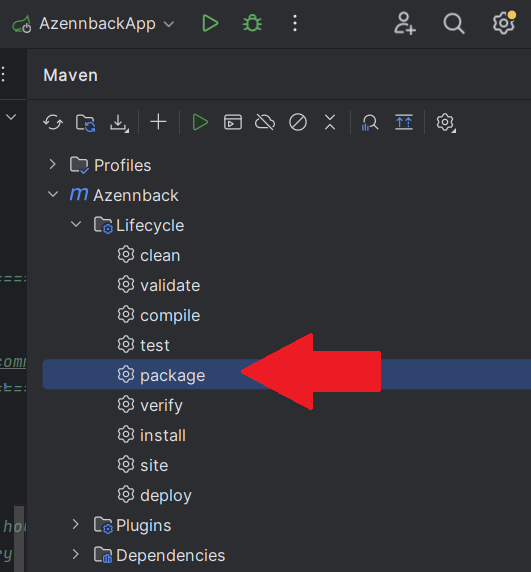 AzennbackApp
Maven
Profiles
m Azennback
Lifecycle
clean
validate
compile
test
package
verify
install
site
deploy
Plugins
Dependencies